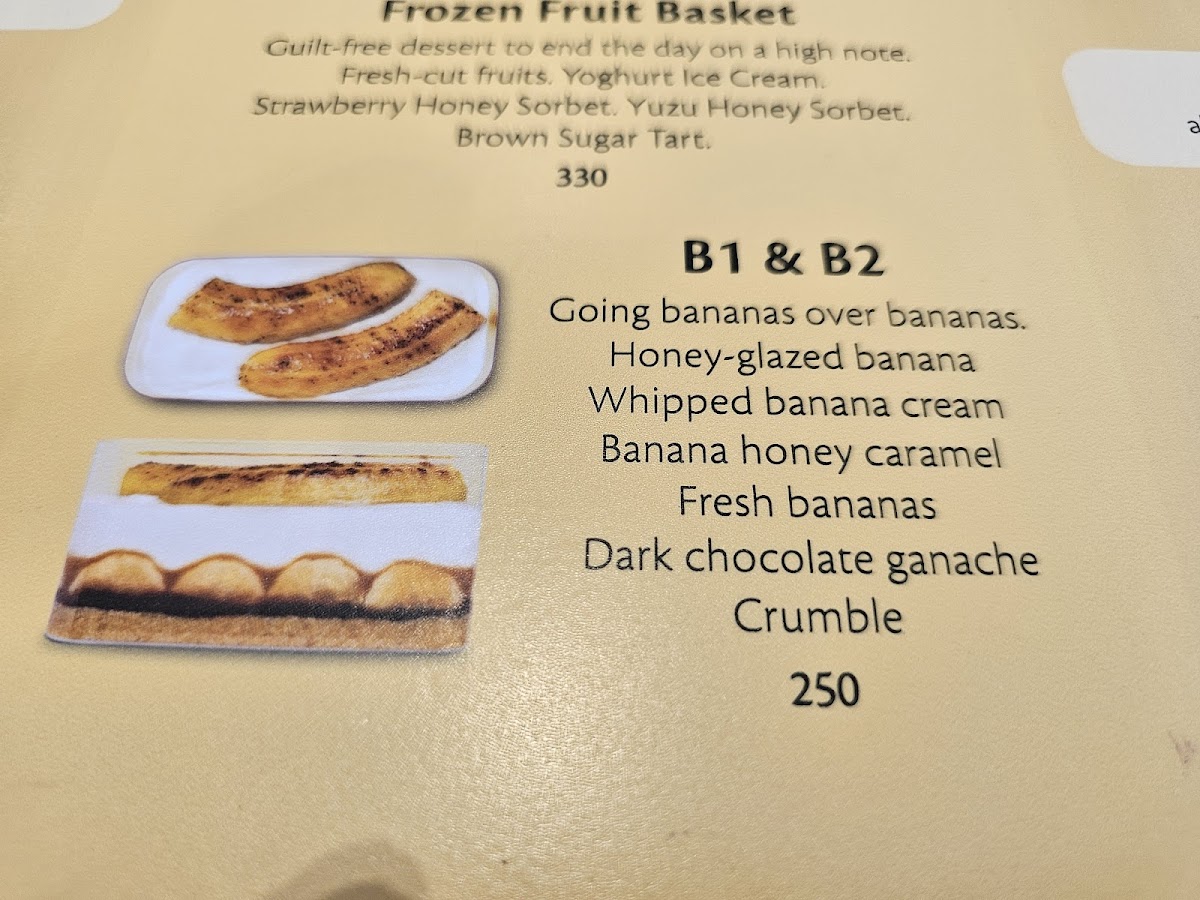 Frozen Fruit Basket
Guilt-free dessert to end the day on a high note.
Fresh-cut fruits. Yoghurt Ice Cream.
Strawberry Honey Sorbet. Yuzu Honey Sorbet.
Brown Sugar Tart.
330
B1 & B2
Going bananas over bananas.
Honey-glazed banana
Whipped banana cream
Banana honey caramel
Fresh bananas
Dark chocolate ganache
Crumble
250